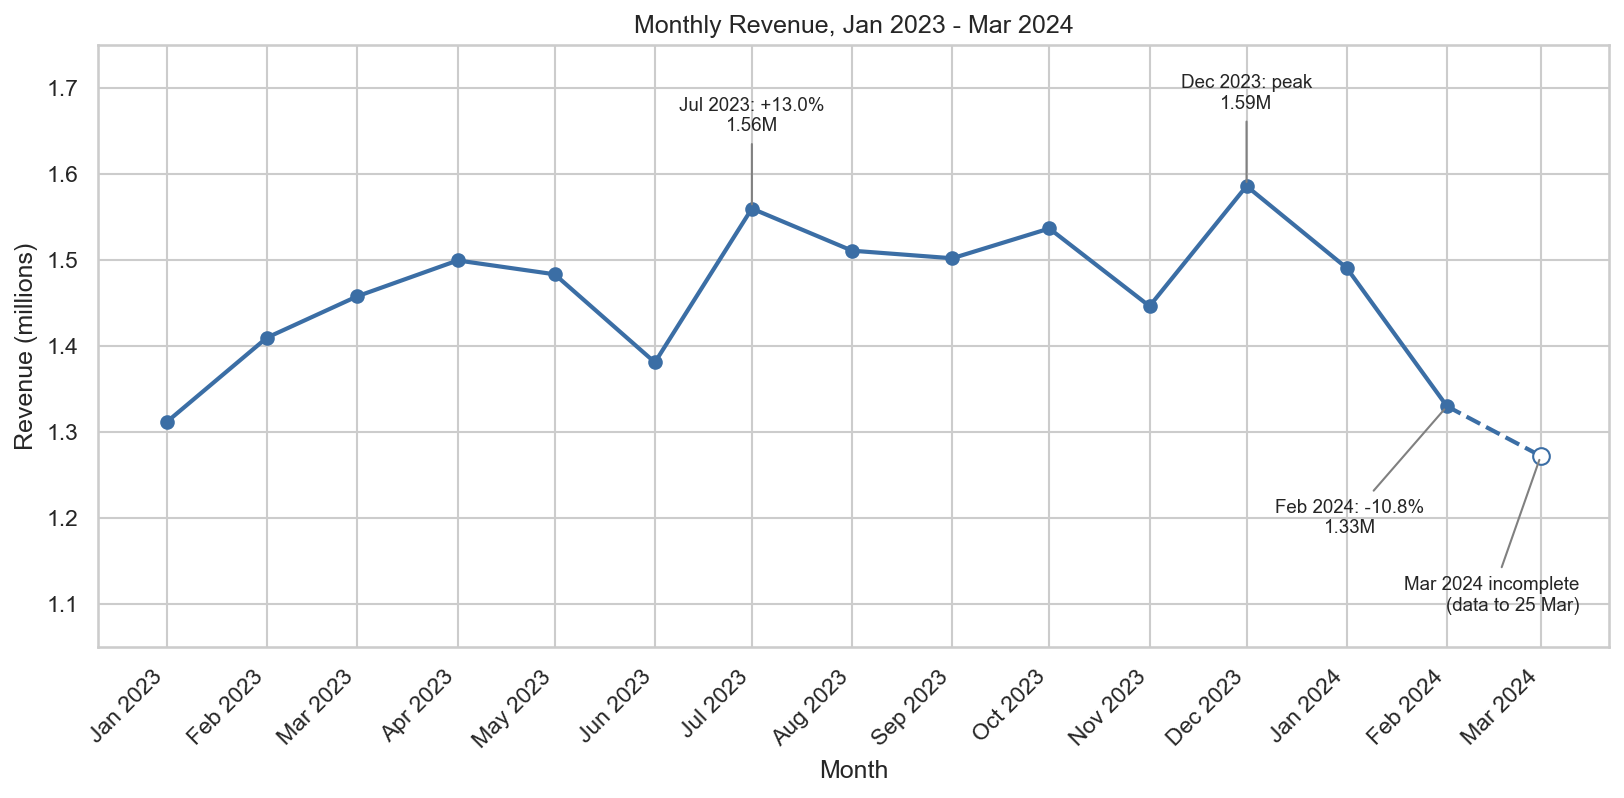 Monthly Revenue, Jan 2023 - Mar 2024
Revenue (millions)
1.7
1.6
1.5
1.4
1.3
1.2
1.1
Jul 2023: +13.0%
1.56M
Dec 2023: peak
1.59M
Feb 2024: -10.8%
1.33M
Mar 2024 incomplete
(data to 25 Mar)
Jan 2023
Feb 2023
Mar 2023
Apr 2023
May 2023
Jun 2023
Jul 2023
Aug 2023
Sep 2023
Oct 2023
Nov 2023
Dec 2023
Jan 2024
Feb 2024
Mar 2024
Month